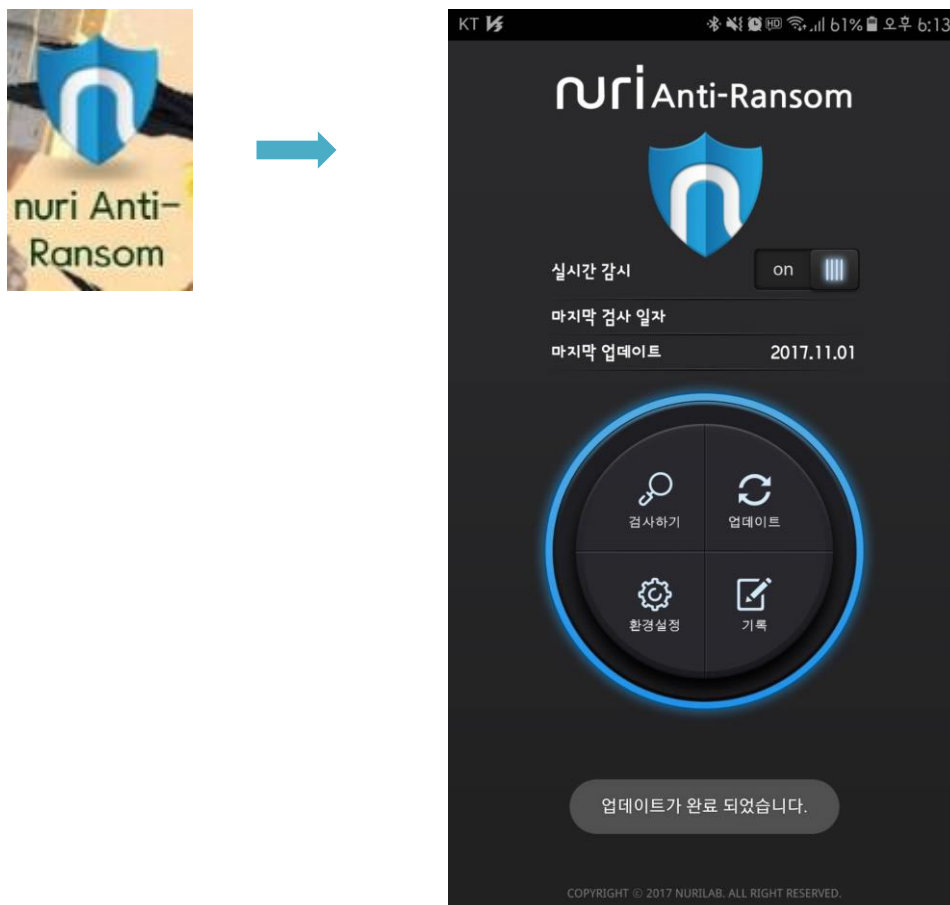 nuri Anti-
Ransom
KT 61% 오후 6:13
nuri Anti-Ransom
실시간 감시 on
마지막 검사 일자
마지막 업데이트 2017.11.01
검사하기 업데이트
환경설정 기록
업데이트가 완료 되었습니다.
COPYRIGHT © 2017 NURILAB. ALL RIGHT RESERVED.